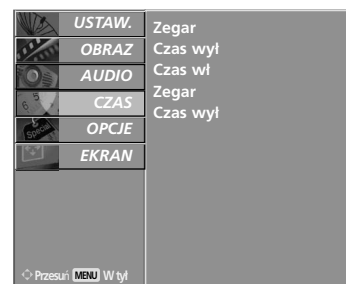 USTAW.
OBRAZ
AUDIO
CZAS
OPCJE
EKRAN
Zegar
Czas wył
Czas wł
Zegar
Czas wył
Przesuń MENU W tył